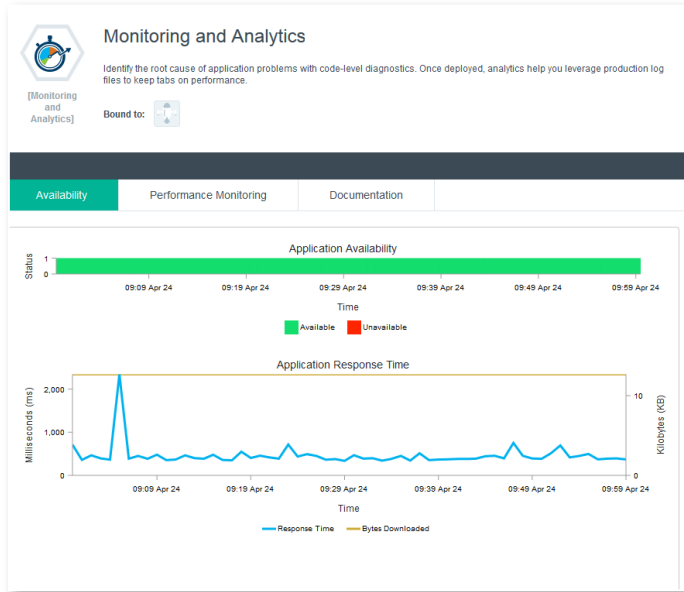 Monitoring and Analytics
Identify the root cause of application problems with code-level diagnostics. Once deployed, analytics help you leverage production log
files to keep tabs on performance.
[Monitoring
and
Analytics]
Bound to:
Availability
Performance Monitoring
Documentation
Application Availability
Status
1
0
09:09 Apr 24
09:19 Apr 24
09:29 Apr 24
09:39 Apr 24
09:49 Apr 24
09:59 Apr 24
Time
Available
Unavailable
Application Response Time
Milliseconds (ms)
2,000
1,000
0
10
0
Kilobytes (KB)
09:09 Apr 24
09:19 Apr 24
09:29 Apr 24
09:39 Apr 24
09:49 Apr 24
09:59 Apr 24
Time
Response Time
Bytes Downloaded